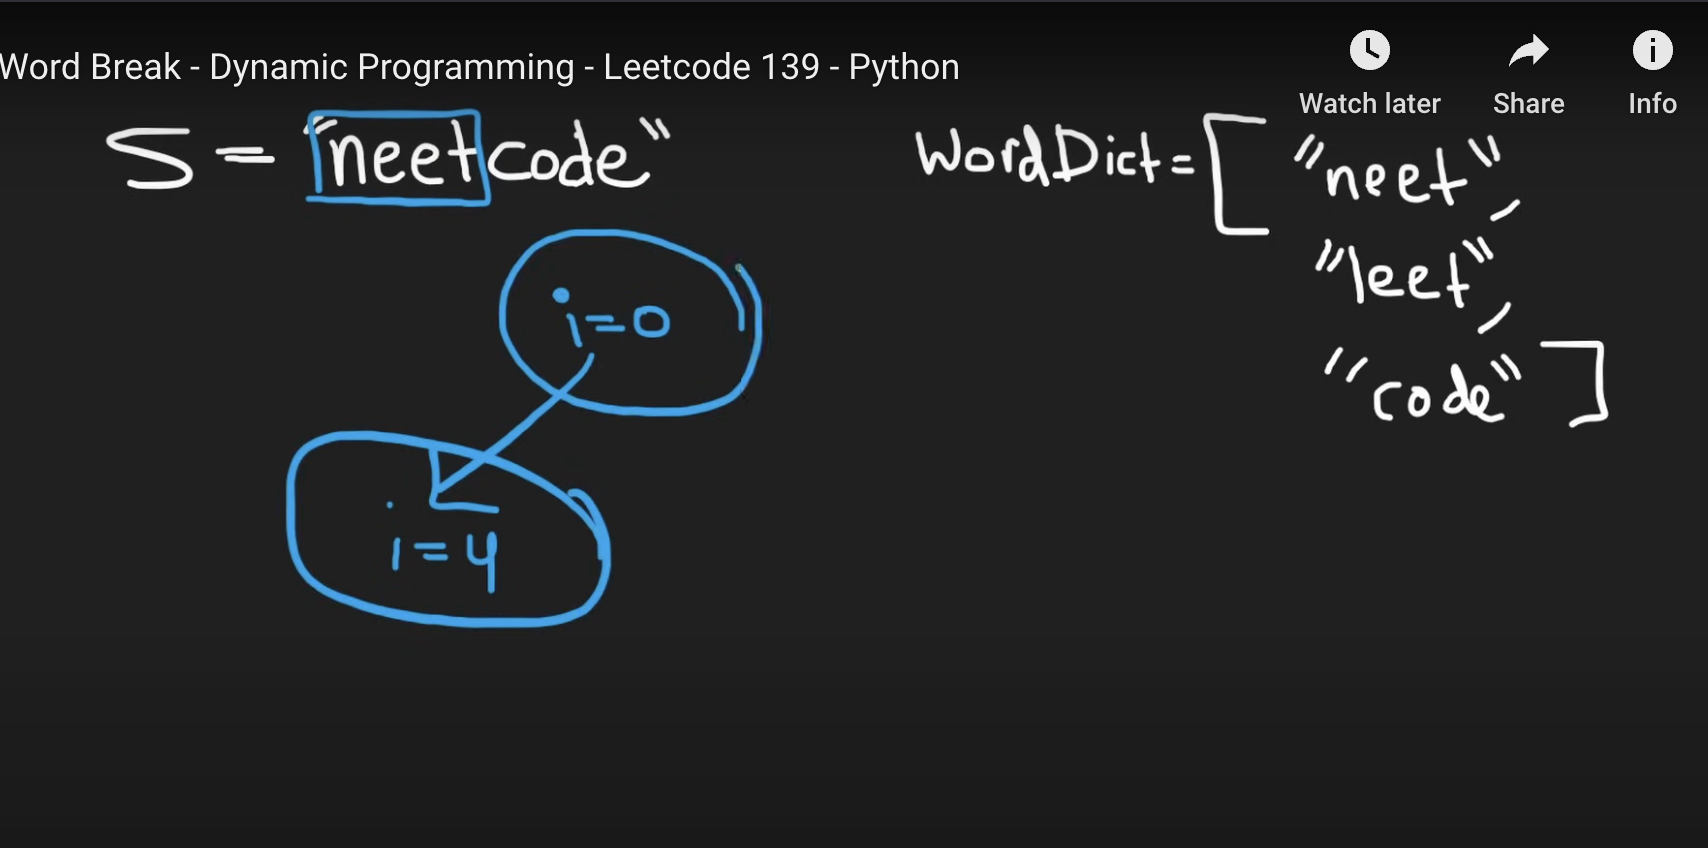 Word Break - Dynamic Programming - Leetcode 139 - Python
Watch later
Share
Info
S = "neetcode"
WordDict = [ "neet",
"leet",
"code" ]
i=0
i=4